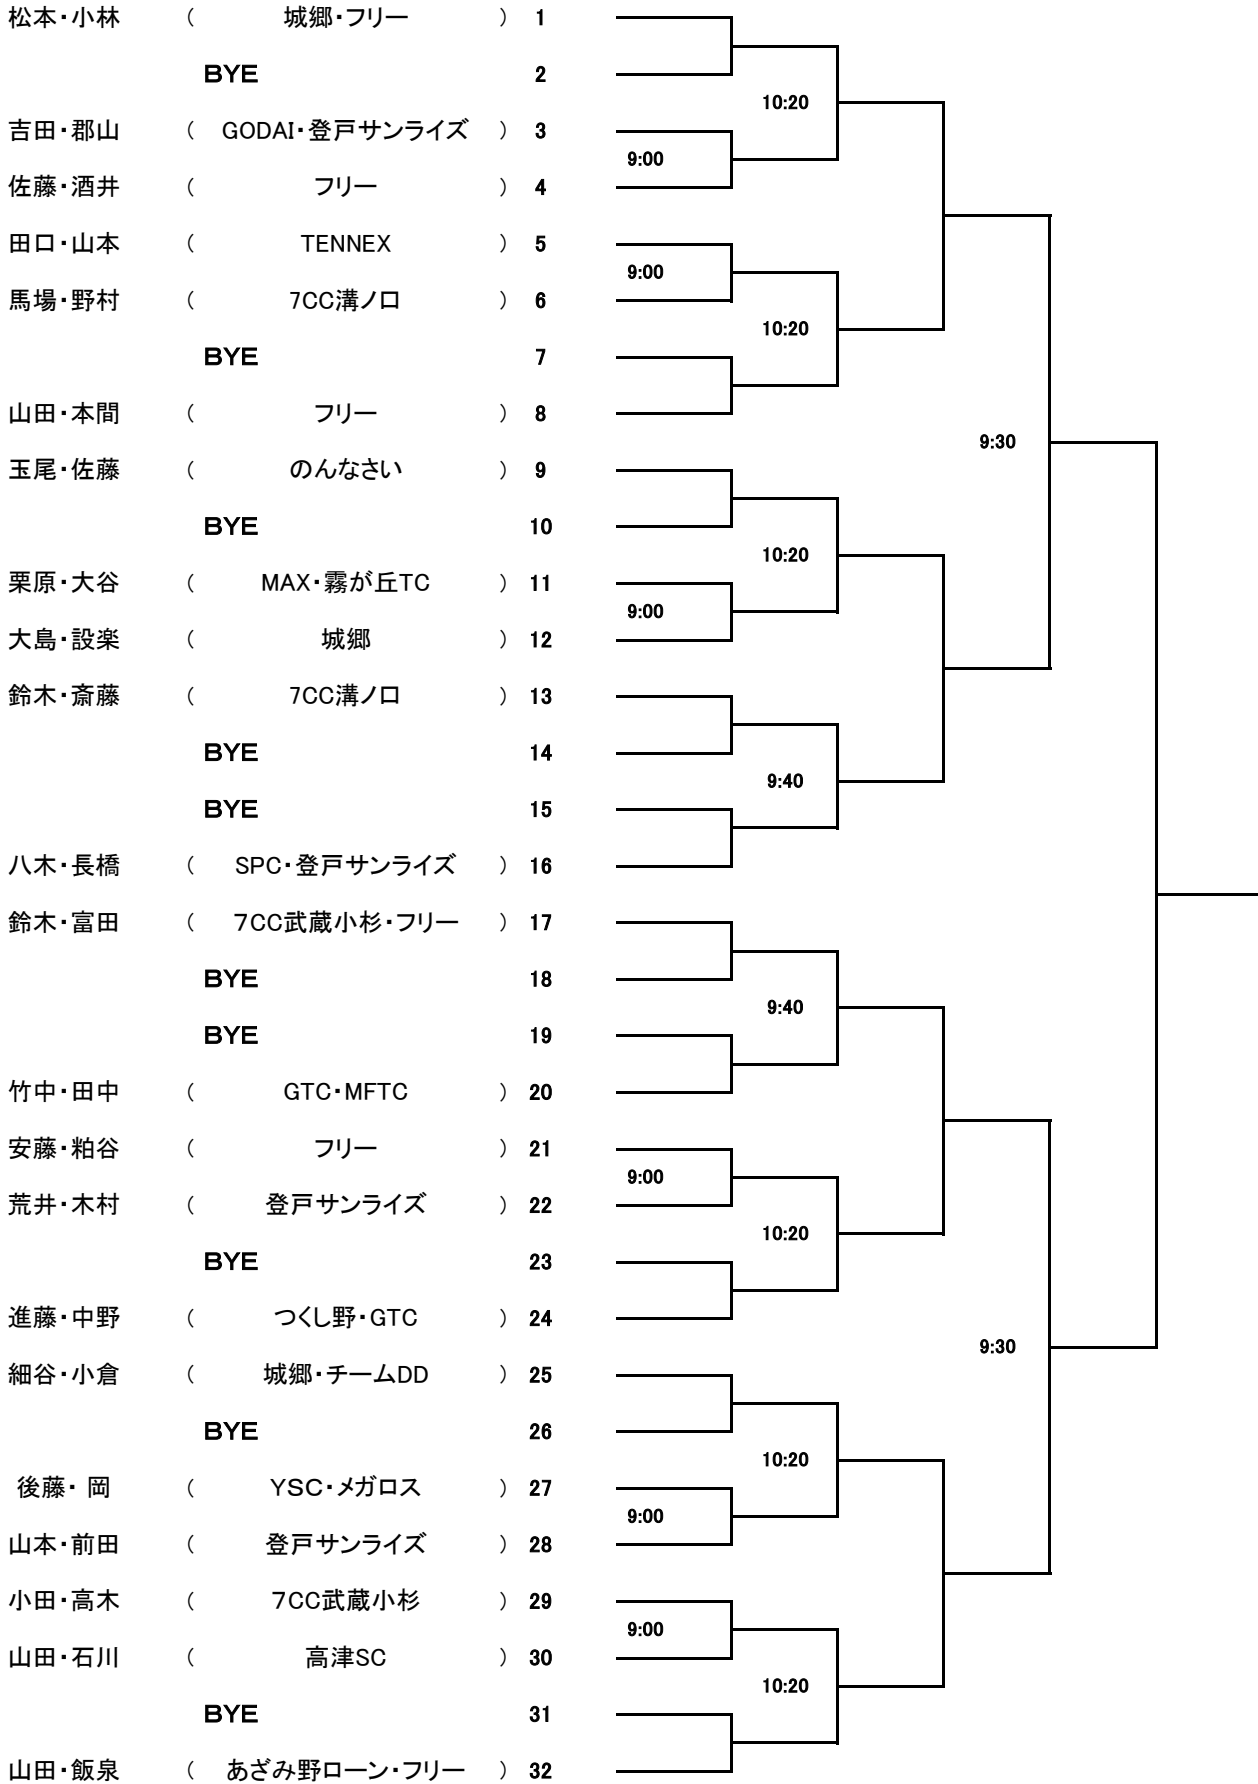 松本・小林 （ 城郷・フリー ） 1
BYE 2
10:20
吉田・郡山 （ GODAI・登戸サンライズ ） 3
9:00
佐藤・酒井 （ フリー ） 4
田口・山本 （ TENNEX ） 5
9:00
馬場・野村 （ 7CC溝ノ口 ） 6
10:20
BYE 7
山田・本間 （ フリー ） 8
9:30
玉尾・佐藤 （ のんなさい ） 9
BYE 10
10:20
栗原・大谷 （ MAX・霧が丘TC ） 11
9:00
大島・設楽 （ 城郷 ） 12
鈴木・斎藤 （ 7CC溝ノ口 ） 13
BYE 14
9:40
BYE 15
八木・長橋 （ SPC・登戸サンライズ ） 16
鈴木・富田 （ 7CC武蔵小杉・フリー ） 17
BYE 18
9:40
BYE 19
竹中・田中 （ GTC・MFTC ） 20
安藤・粕谷 （ フリー ） 21
9:00
荒井・木村 （ 登戸サンライズ ） 22
10:20
BYE 23
進藤・中野 （ つくし野・GTC ） 24
9:30
細谷・小倉 （ 城郷・チームDD ） 25
BYE 26
10:20
後藤・ 岡 （ YSC・メガロス ） 27
9:00
山本・前田 （ 登戸サンライズ ） 28
小田・高木 （ 7CC武蔵小杉 ） 29
9:00
山田・石川 （ 高津SC ） 30
10:20
BYE 31
山田・飯泉 （ あざみ野ローン・フリー ） 32